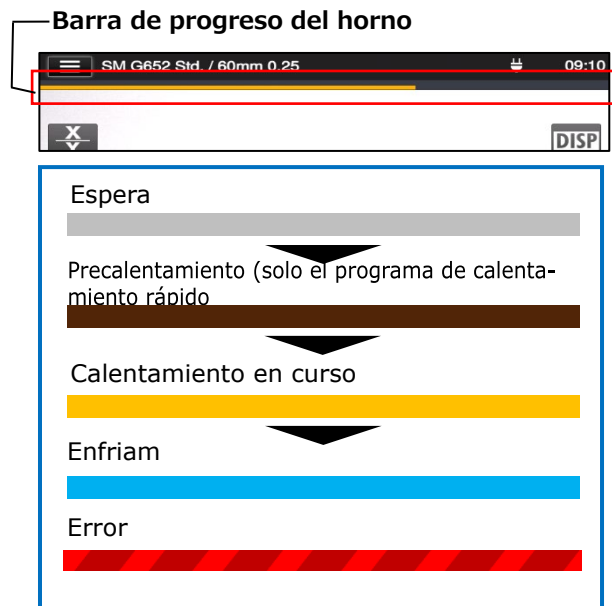 Barra de progreso del horno
SM G652 Std. / 60mm 0.25
09:10
X
Y
DISP
Espera
Precalentamiento (solo el programa de calenta-
miento rápido
Calentamiento en curso
Enfriam
Error